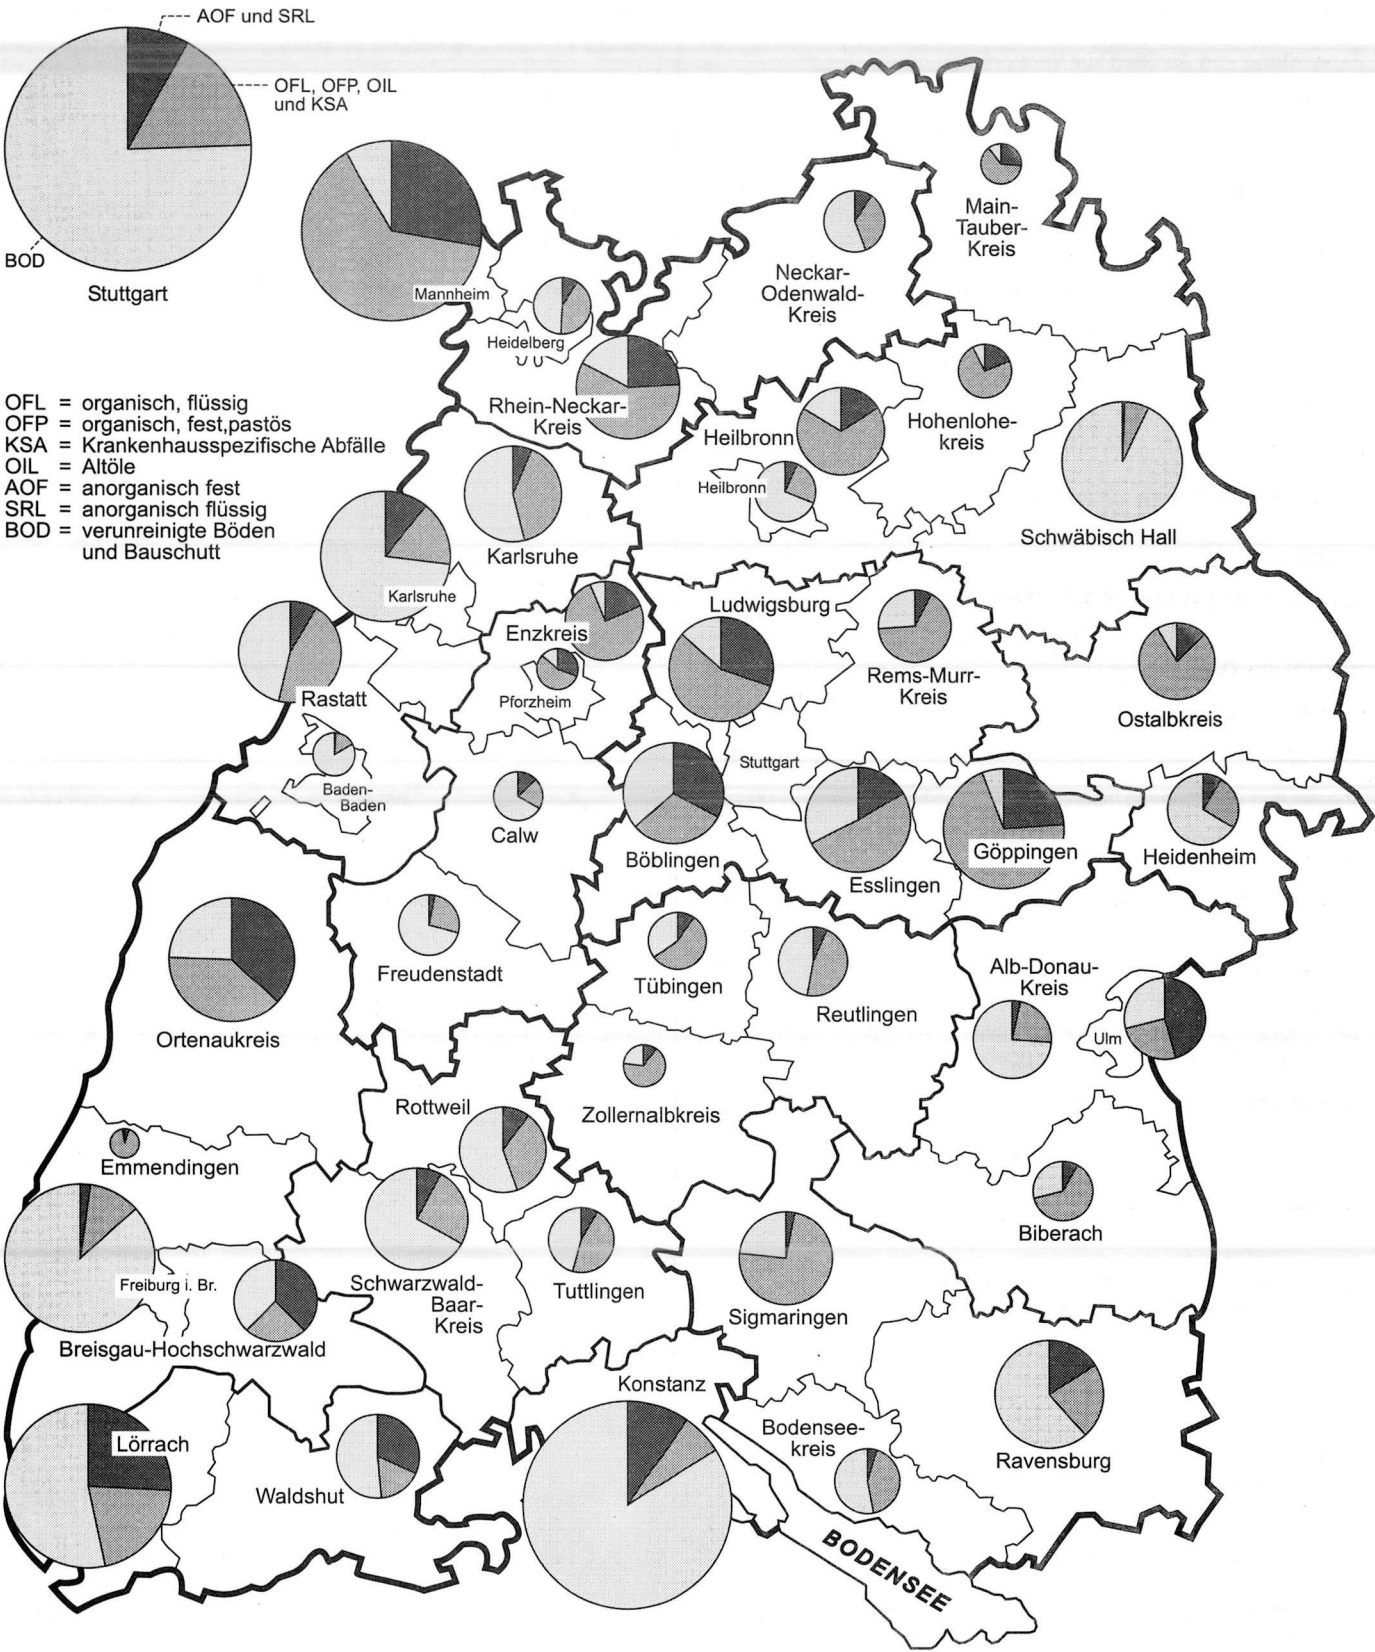 AOF und SRL
OFL, OFP, OIL
und KSA
BOD
Stuttgart
OFL = organisch, flüssig
OFP = organisch, fest,pastös
KSA = Krankenhausspezifische Abfälle
OIL = Altöle
AOF = anorganisch fest
SRL = anorganisch flüssig
BOD = verunreinigte Böden
und Bauschutt
Main-
Tauber-
Kreis
Neckar-
Odenwald-
Kreis
Mannheim
Heidelberg
Rhein-Neckar-
Kreis
Heilbronn
Hohenlohe-
kreis
Heilbronn
Schwäbisch Hall
Karlsruhe
Karlsruhe
Ludwigsburg
Enzkreis
Pforzheim
Rems-Murr-
Kreis
Rastatt
Ostalbkreis
Stuttgart
Baden-
Baden
Calw
Böblingen
Esslingen
Göppingen
Heidenheim
Freudenstadt
Tübingen
Reutlingen
Alb-Donau-
Kreis
Ulm
Ortenaukreis
Rottweil
Zollernalbkreis
Emmendingen
Biberach
Freiburg i. Br.
Schwarzwald-
Baar-
Kreis
Tuttlingen
Sigmaringen
Breisgau-Hochschwarzwald
Konstanz
Bodensee-
kreis
Ravensburg
Lörrach
Waldshut
BODENSEE